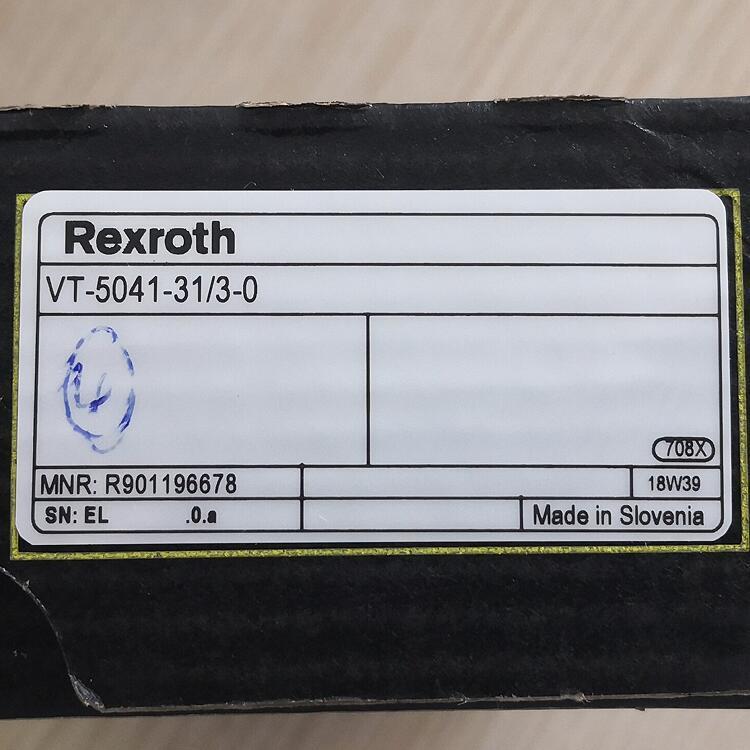 Rexroth
VT-5041-31/3-0
708X
MNR: R901196678
18W39
SN: EL .0.a
Made in Slovenia